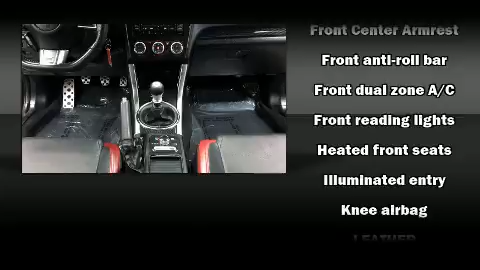 Front Center Armrest
Front anti-roll bar
Front dual zone A/C
Front reading lights
Heated front seats
Illuminated entry
Knee airbag
LEATHER